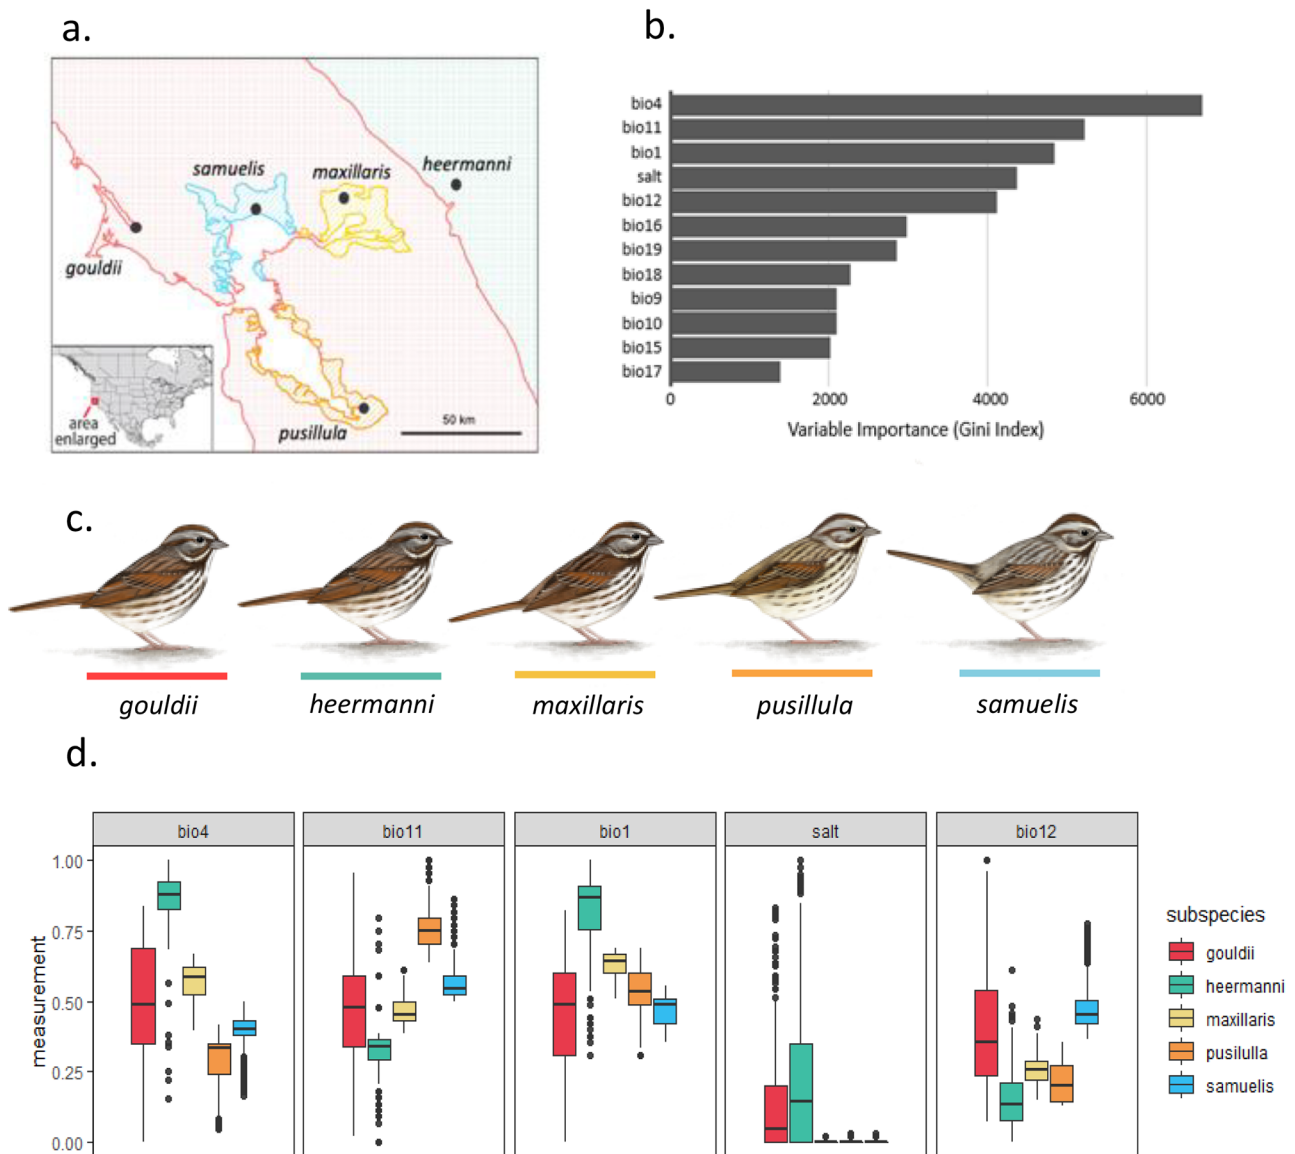 a.
samuelis
maxillaris
heermanni
gouldii
pusillula
area
enlarged
50 km
b.
bio4
bio11
bio1
salt
bio12
bio16
bio19
bio18
bio9
bio10
bio15
bio17
0 2000 4000 6000
Variable Importance (Gini Index)
c.
gouldii heermanni maxillaris pusillula samuelis
d.
bio4 bio11 bio1 salt bio12
measurement
1.00
0.75
0.50
0.25
0.00
subspecies
gouldii
heermanni
maxillaris
pusilulla
samuelis